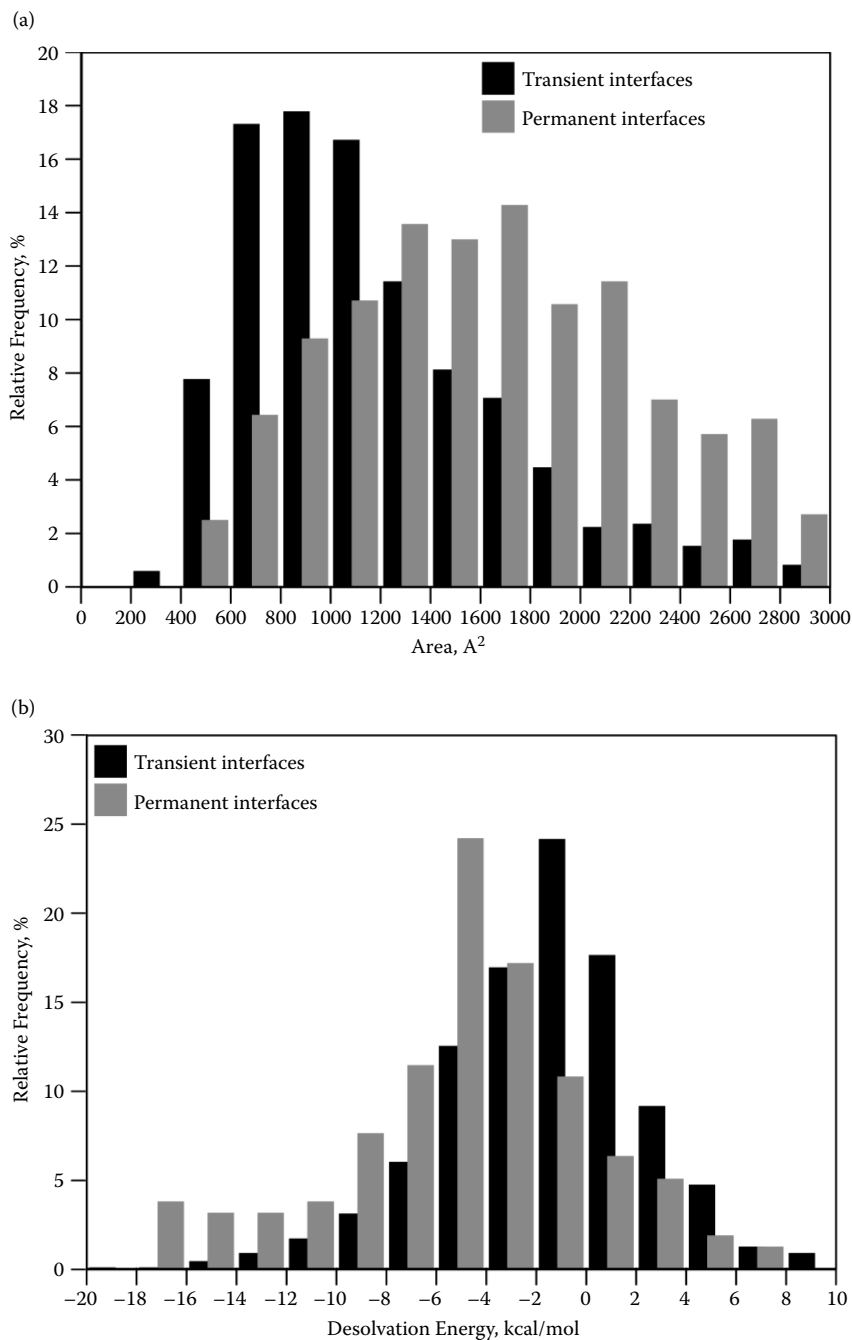 (a)
20
18
16
14
12
10
8
6
4
2
0
Relative Frequency, %
Transient interfaces
Permanent interfaces
0 200 400 600 800 1000 1200 1400 1600 1800 2000 2200 2400 2600 2800 3000
Area, A²
(b)
30
25
20
15
10
5
0
Relative Frequency, %
Transient interfaces
Permanent interfaces
−20 −18 −16 −14 −12 −10 −8 −6 −4 −2 0 2 4 6 8 10
Desolvation Energy, kcal/mol